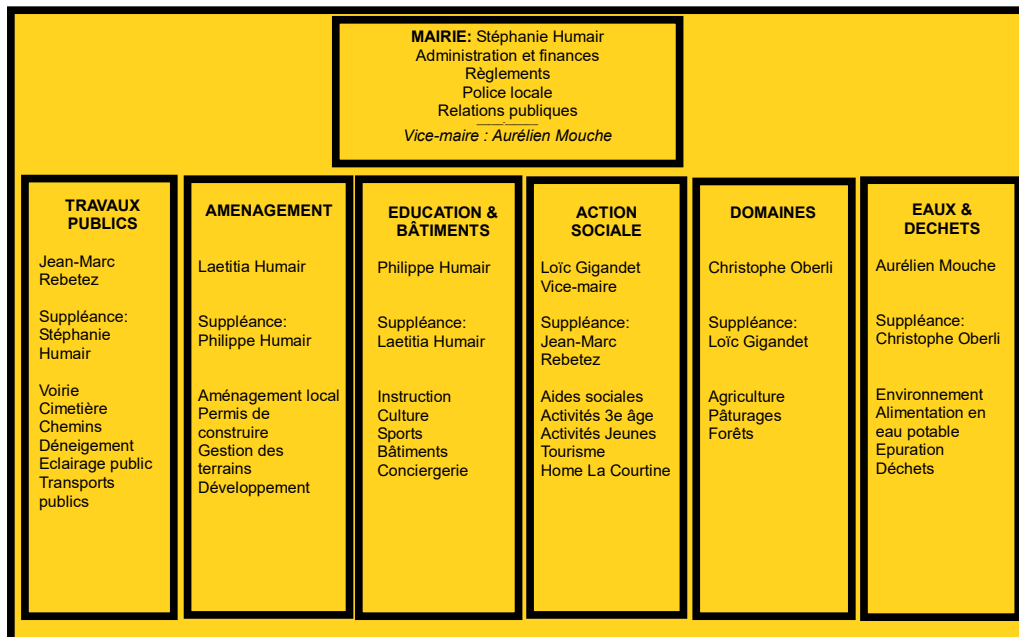 MAIRIE: Stéphanie Humair
Administration et finances
Règlements
Police locale
Relations publiques
Vice-maire : Aurélien Mouche
TRAVAUX
PUBLICS
Jean-Marc
Rebetez
Suppléance:
Stéphanie
Humair
Voirie
Cimetière
Chemins
Déneigement
Eclairage public
Transports
publics
AMENAGEMENT
Laetitia Humair
Suppléance:
Philippe Humair
Aménagement local
Permis de
construire
Gestion des
terrains
Développement
EDUCATION &
BÂTIMENTS
Philippe Humair
Suppléance:
Laetitia Humair
Instruction
Culture
Sports
Bâtiments
Conciergerie
ACTION
SOCIALE
Loïc Gigandet
Vice-maire
Suppléance:
Jean-Marc
Rebetez
Aides sociales
Activités 3e âge
Activités Jeunes
Tourisme
Home La Courtine
DOMAINES
Christophe Oberli
Suppléance:
Loïc Gigandet
Agriculture
Pâturages
Forêts
EAUX &
DECHETS
Aurélien Mouche
Suppléance:
Christophe Oberli
Environnement
Alimentation en
eau potable
Epuration
Déchets